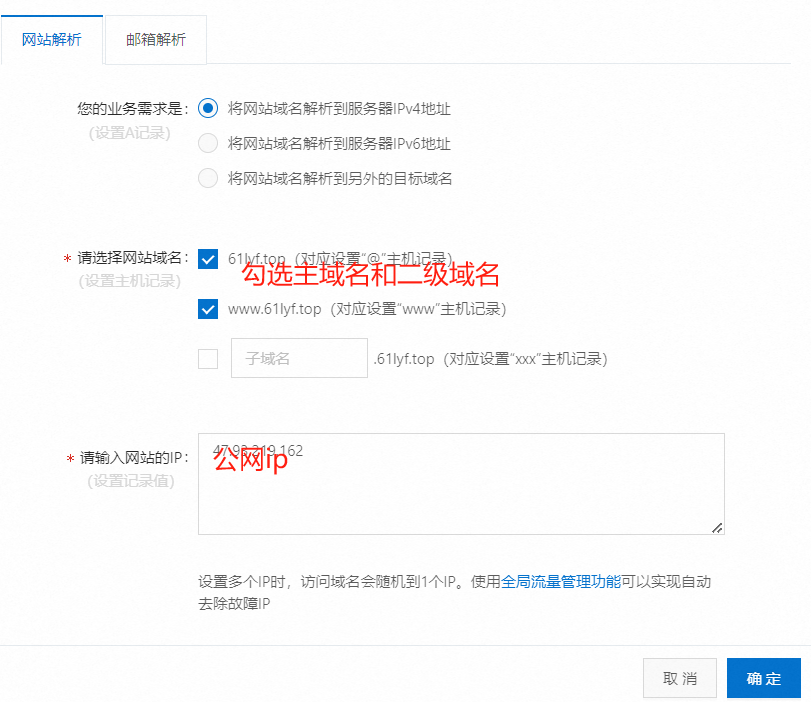 网站解析
邮箱解析
您的业务需求是：
(设置A记录)
将网站域名解析到服务器IPv4地址
将网站域名解析到服务器IPv6地址
将网站域名解析到另外的目标域名
* 请选择网站域名：
(设置主机记录)
61lyf.top（对应设置“@”主机记录）
勾选主域名和二级域名
www.61lyf.top（对应设置“www”主机记录）
子域名
.61lyf.top（对应设置“xxx”主机记录）
* 请输入网站的IP：
(设置记录值)
47.93.219.162
公网ip
设置多个IP时，访问域名会随机到1个IP。使用全局流量管理功能可以实现自动
去除故障IP
取 消
确 定